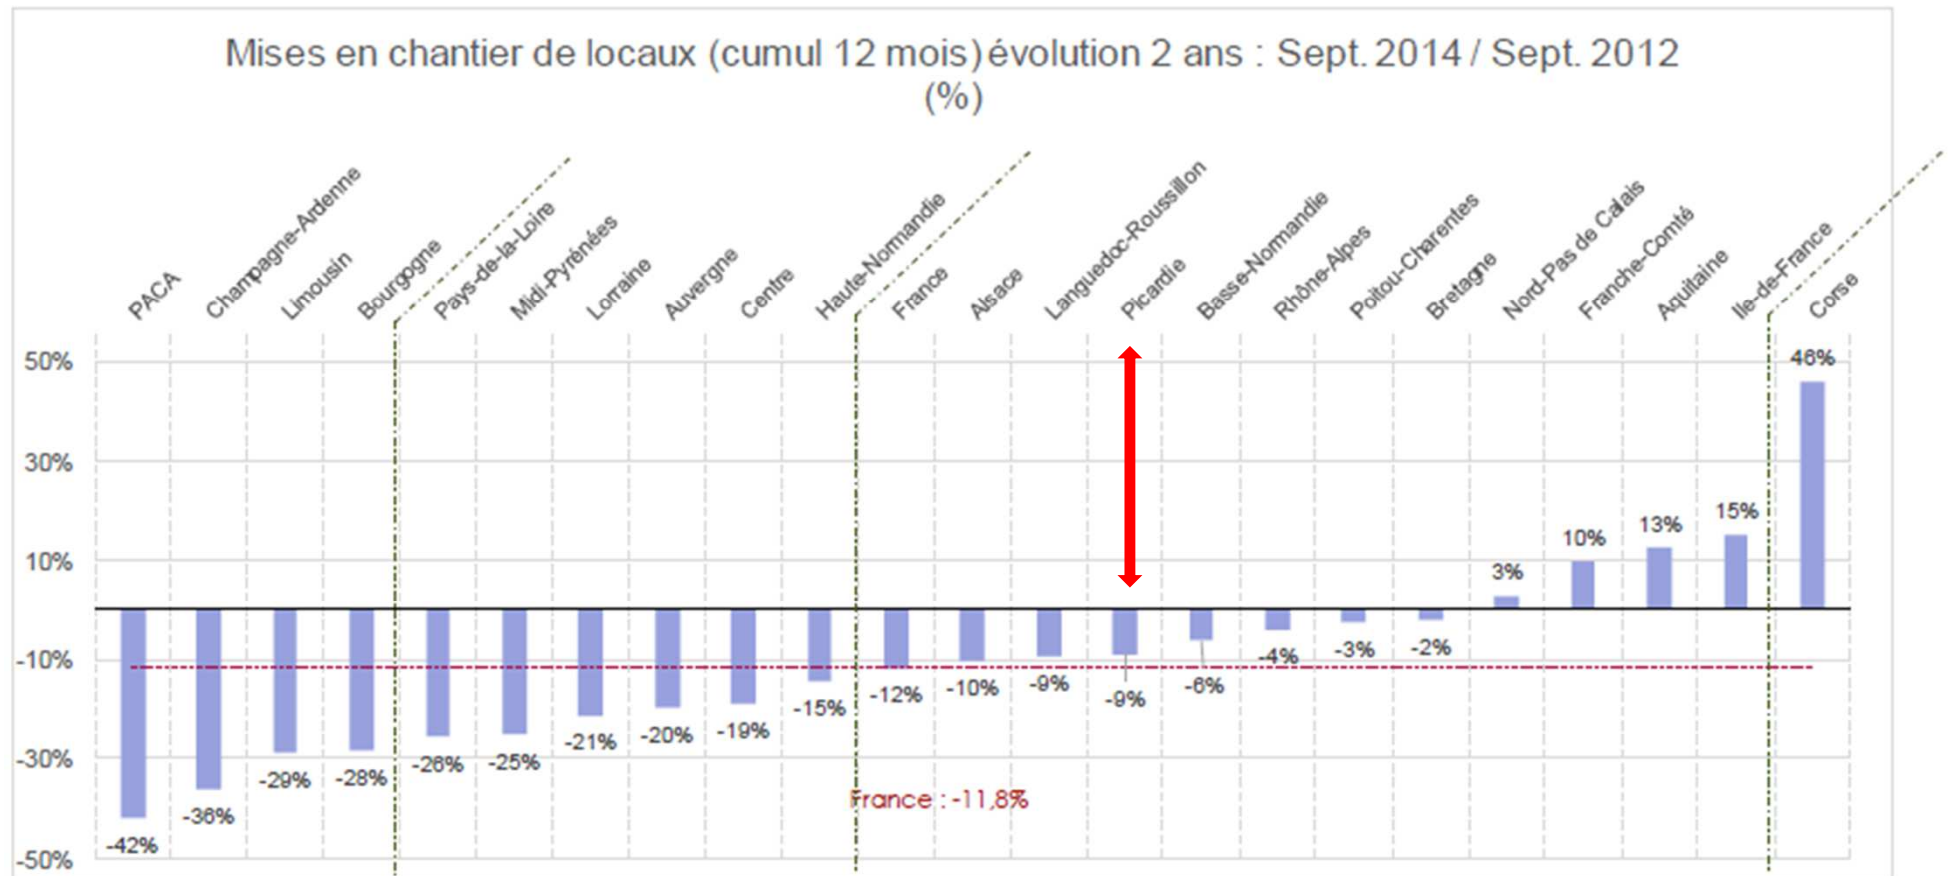 Mises en chantier de locaux (cumul 12 mois) évolution 2 ans : Sept. 2014 / Sept. 2012
(%)
PACA
Champagne-Ardenne
Limousin
Bourgogne
Pays-de-la-Loire
Midi-Pyrénées
Lorraine
Auvergne
Centre
Haute-Normandie
France
Alsace
Languedoc-Roussillon
Picardie
Basse-Normandie
Rhône-Alpes
Poitou-Charentes
Bretagne
Nord-Pas de Calais
Franche-Comté
Aquitaine
Ile-de-France
Corse
50%
30%
10%
-10%
-30%
-50%
-42%
-36%
-29%
-28%
-26%
-25%
-21%
-20%
-19%
-15%
-12%
-10%
-9%
-9%
-6%
-4%
-3%
-2%
3%
10%
13%
15%
46%
France : -11,8%